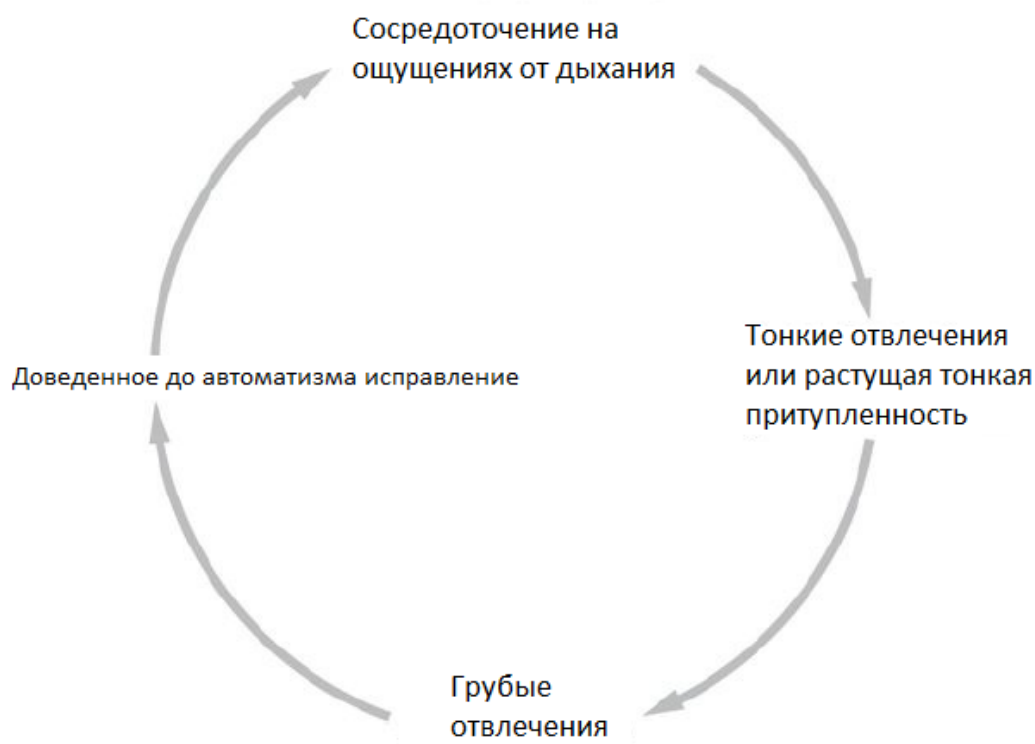 Сосредоточение на
ощущениях от дыхания
Тонкие отвлечения
или растущая тонкая
притупленность
Доведенное до автоматизма исправление
Грубые
отвлечения